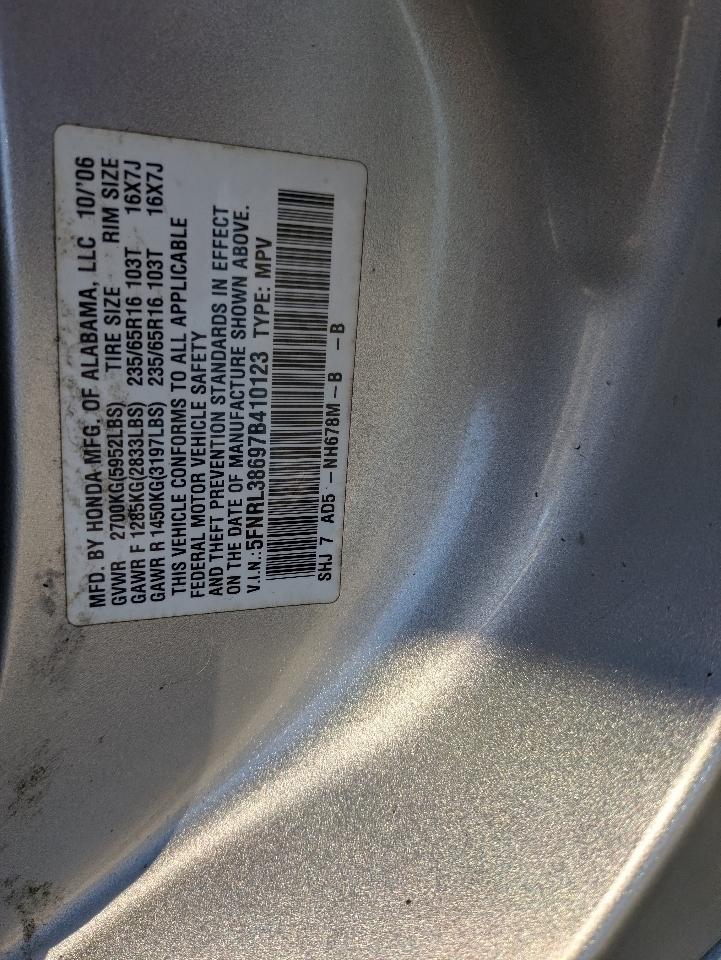 MFD. BY HONDA MFG. OF ALABAMA, LLC 10/'06
GVWR 2700KG(5952LBS) TIRE SIZE RIM SIZE
GAWR F 1285KG(2833LBS) 235/65R16 103T 16X7J
GAWR R 1450KG(3197LBS) 235/65R16 103T 16X7J
THIS VEHICLE CONFORMS TO ALL APPLICABLE
FEDERAL MOTOR VEHICLE SAFETY
AND THEFT PREVENTION STANDARDS IN EFFECT
ON THE DATE OF MANUFACTURE SHOWN ABOVE.
V.I.N.:5FNRL38697B410123 TYPE: MPV
SHJ 7 AD5 -NH678M-B -B